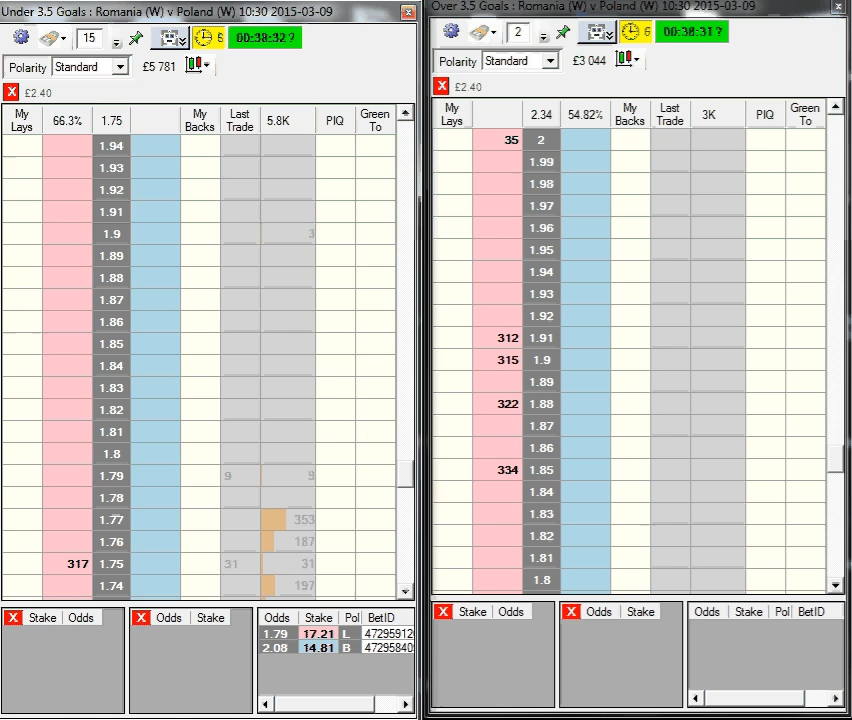 Under 3.5 Goals : Romania (W) v Poland (W) 10:30 2015-03-09
15 6 00:38:32 ?
Polarity Standard £5 781
X £2.40
My Lays 66.3% 1.75 My Backs Last Trade 5.8K PIQ Green To
1.94
1.93
1.92
1.91
1.9 3
1.89
1.88
1.87
1.86
1.85
1.84
1.83
1.82
1.81
1.8
1.79 9 9
1.78
1.77 353
1.76 187
317 1.75 31 31
1.74 197
X Stake Odds
X Odds Stake
Odds Stake Pol BetID
1.79 17.21 L 47295912
2.08 14.81 B 47295840
Over 3.5 Goals : Romania (W) v Poland (W) 10:30 2015-03-09
2 6 00:38:31 ?
Polarity Standard £3 044
X £2.40
My Lays 2.34 54.82% My Backs Last Trade 3K PIQ Green To
35 2
1.99
1.98
1.97
1.96
1.95
1.94
1.93
1.92
312 1.91
315 1.9
1.89
322 1.88
1.87
1.86
334 1.85
1.84
1.83
1.82
1.81
1.8
X Stake Odds
X Odds Stake
Odds Stake Pol BetID